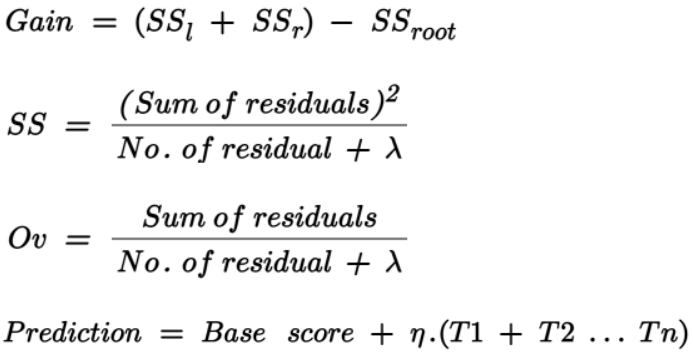 Gain = (SS_l + SS_r) − SS_root
SS = (Sum of residuals)² / No. of residual + λ
Ov = Sum of residuals / No. of residual + λ
Prediction = Base score + η.(T1 + T2 ... Tn)